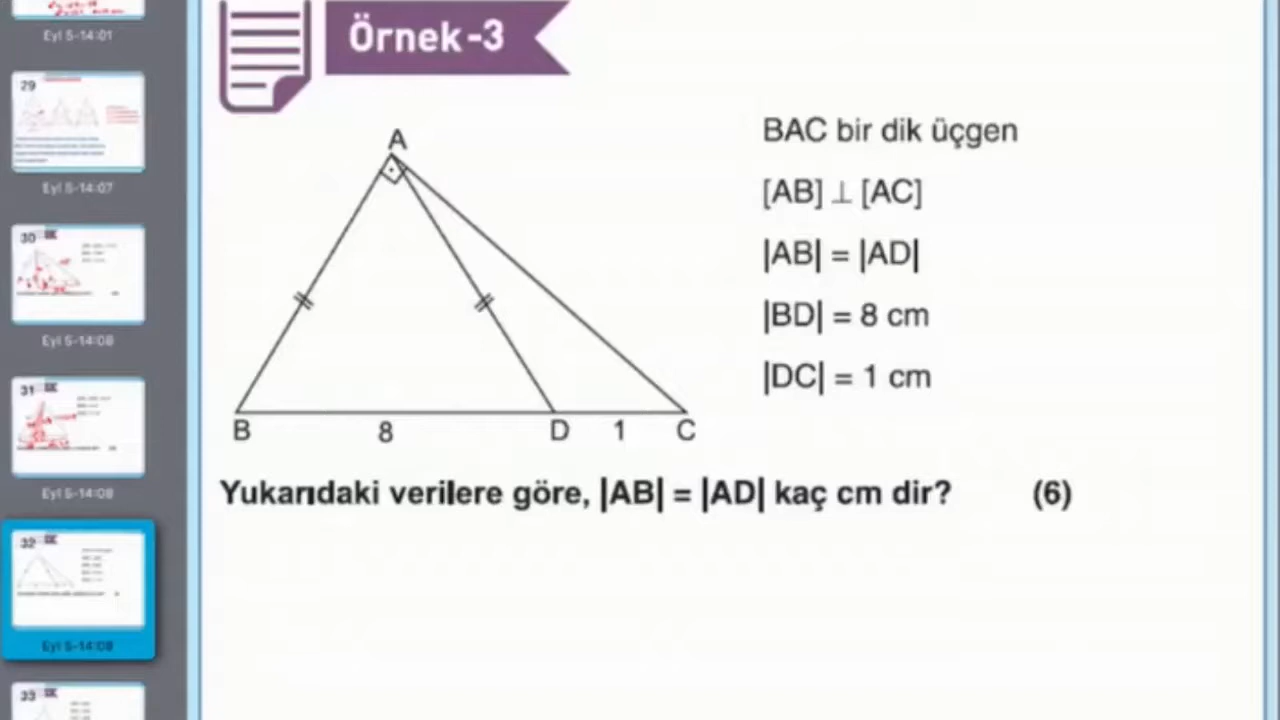 Eyl 5-14:01
29
Eyl 5-14:07
30
Eyl 5-14:08
31
Eyl 5-14:08
32
Eyl 5-14:09
33
Örnek-3
A
B
8
D
1
C
BAC bir dik üçgen
[AB] ⊥ [AC]
|AB| = |AD|
|BD| = 8 cm
|DC| = 1 cm
Yukarıdaki verilere göre, |AB| = |AD| kaç cm dir? (6)